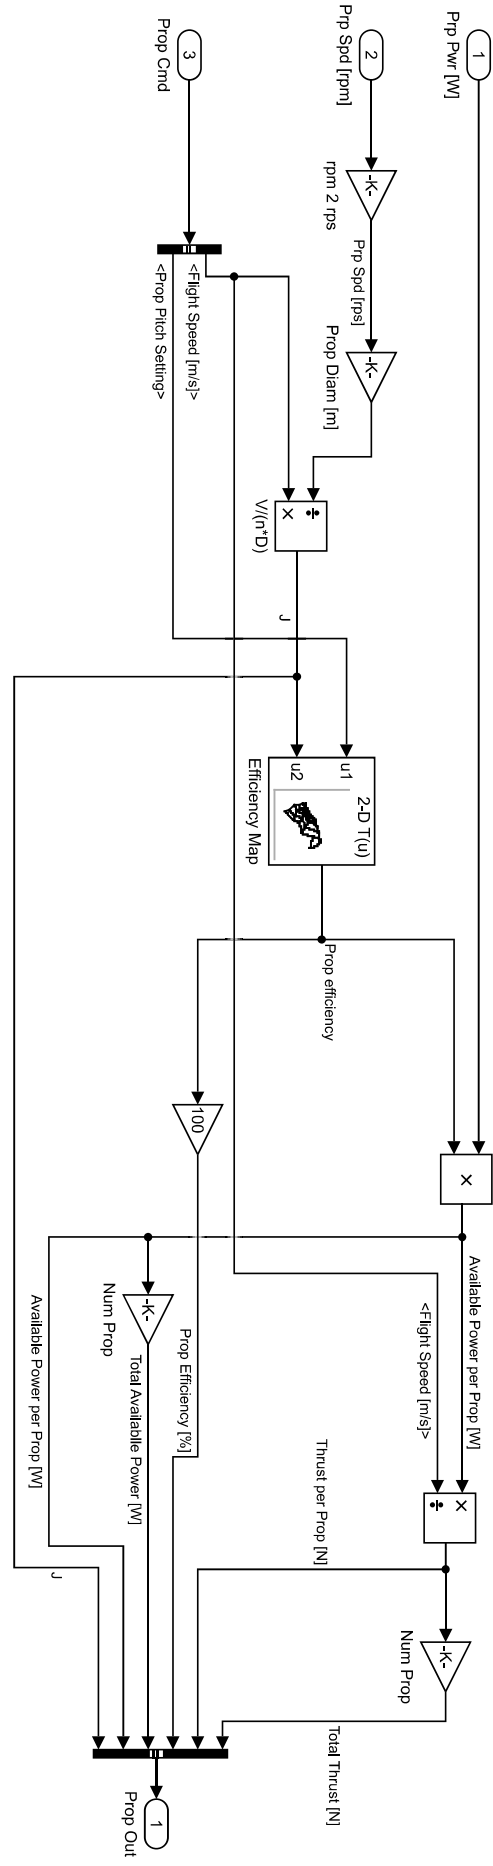 1
Prp Pwr [W]
2
Prp Spd [rpm]
-K-
rpm 2 rps
Prp Spd [rps]
-K-
Prop Diam [m]
3
Prop Cmd
<Flight Speed [m/s]>
<Prop Pitch Setting>
÷
×
V/(n*D)
J
2-D T(u)
u1
u2
Efficiency Map
Prop efficiency
×
100
Available Power per Prop [W]
<Flight Speed [m/s]>
×
÷
-K-
Num Prop
Total Thrust [N]
Thrust per Prop [N]
Prop Efficiency [%]
-K-
Num Prop
Total Availablle Power [W]
Available Power per Prop [W]
J
1
Prop Out